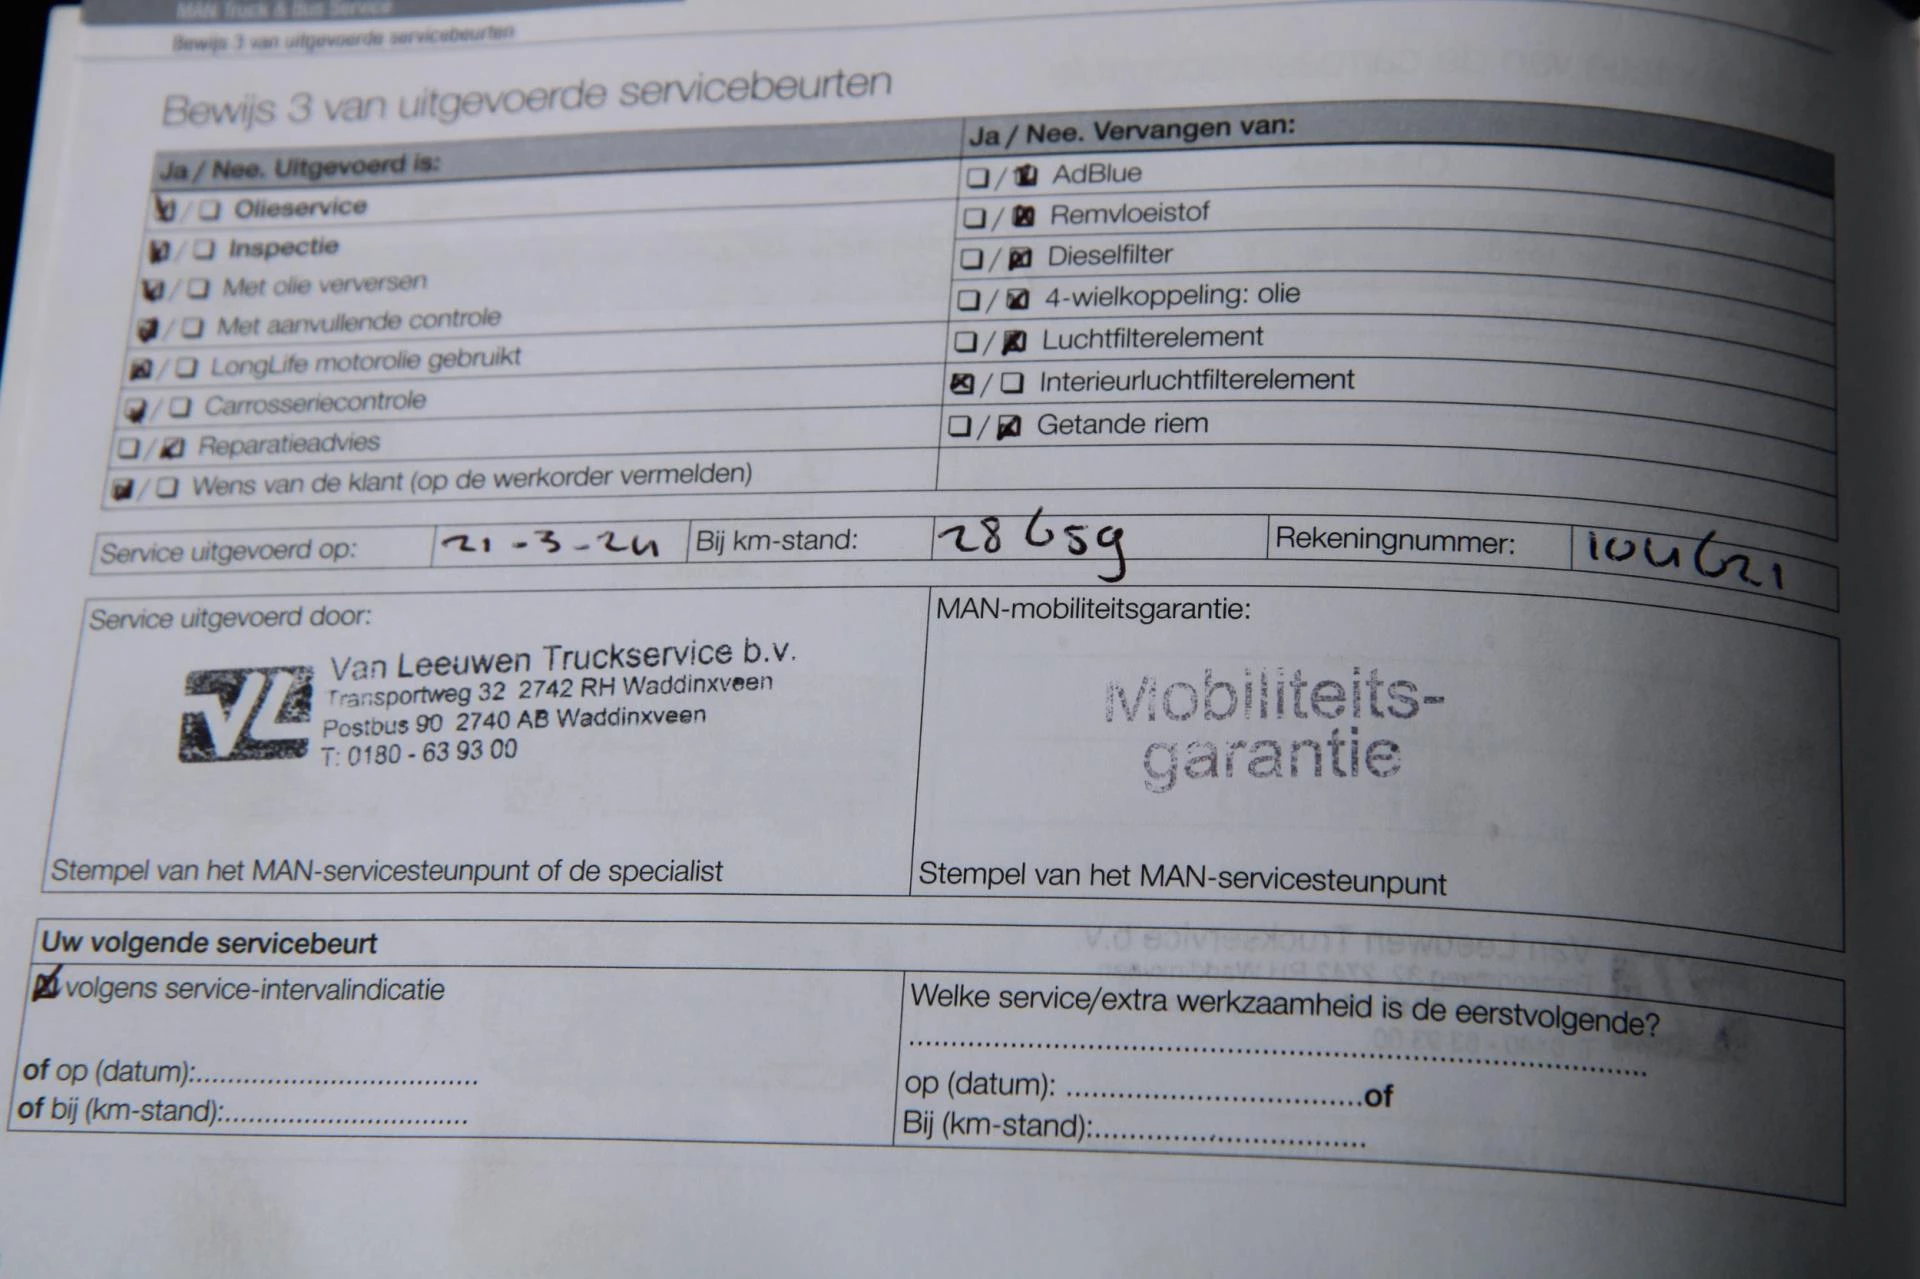 MAN Truck & Bus Service
Bewijs 3 van uitgevoerde servicebeurten
Bewijs 3 van uitgevoerde servicebeurten
Ja / Nee. Uitgevoerd is:
☒ / ☐ Olieservice
☒ / ☐ Inspectie
☒ / ☐ Met olie verversen
☒ / ☐ Met aanvullende controle
☒ / ☐ LongLife motorolie gebruikt
☒ / ☐ Carrosseriecontrole
☐ / ☒ Reparatieadvies
☒ / ☐ Wens van de klant (op de werkorder vermelden)
Ja / Nee. Vervangen van:
☐ / ☒ AdBlue
☐ / ☒ Remvloeistof
☐ / ☒ Dieselfilter
☐ / ☒ 4-wielkoppeling: olie
☐ / ☒ Luchtfilterelement
☒ / ☐ Interieurluchtfilterelement
☐ / ☒ Getande riem
Service uitgevoerd op: 21-3-24 Bij km-stand: 28659 Rekeningnummer: 104621
Service uitgevoerd door:
VL
Van Leeuwen Truckservice b.v.
Transportweg 32 2742 RH Waddinxveen
Postbus 90 2740 AB Waddinxveen
T: 0180 - 63 93 00
Stempel van het MAN-servicesteunpunt of de specialist
MAN-mobiliteitsgarantie:
Mobiliteits-
garantie
Stempel van het MAN-servicesteunpunt
Uw volgende servicebeurt
☒ volgens service-intervalindicatie
of op (datum):..............................
of bij (km-stand):..............................
Welke service/extra werkzaamheid is de eerstvolgende?
................................................................
op (datum): ..............................of
Bij (km-stand):..............................